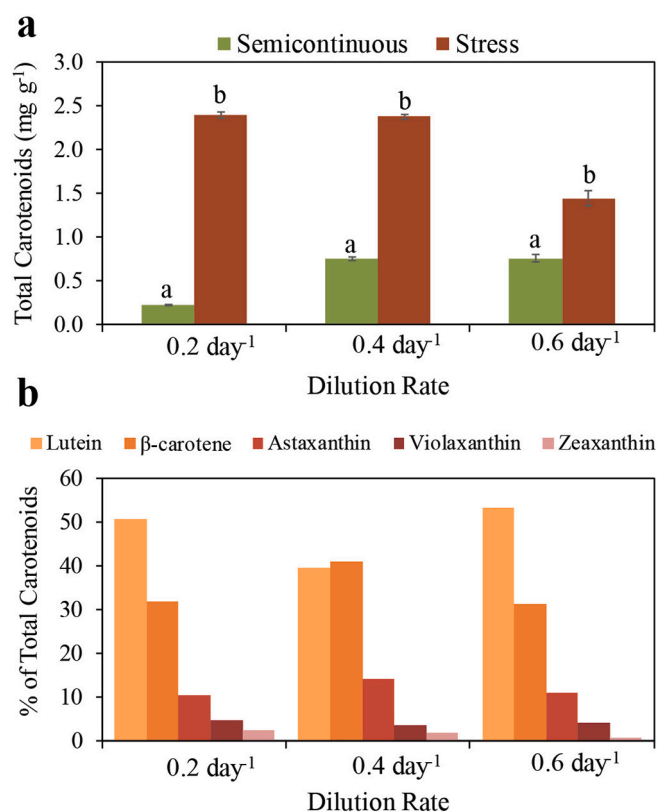 a
Semicontinuous Stress
Total Carotenoids (mg g⁻¹)
3.0
2.5
2.0
1.5
1.0
0.5
0.0
a b a b a b
0.2 day⁻¹ 0.4 day⁻¹ 0.6 day⁻¹
Dilution Rate
b
Lutein β-carotene Astaxanthin Violaxanthin Zeaxanthin
% of Total Carotenoids
60
50
40
30
20
10
0
0.2 day⁻¹ 0.4 day⁻¹ 0.6 day⁻¹
Dilution Rate